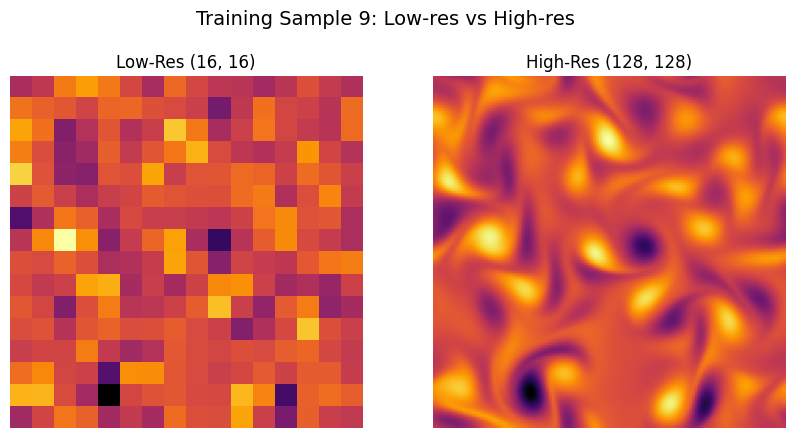 Training Sample 9: Low-res vs High-res
Low-Res (16, 16)
High-Res (128, 128)